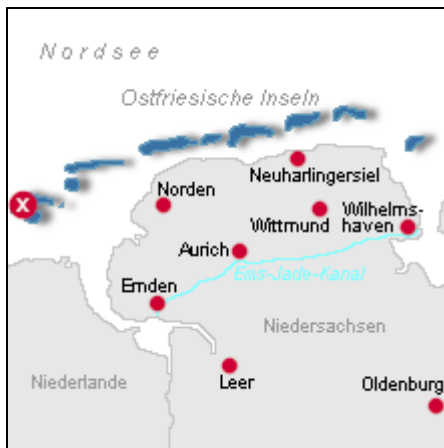 Nordsee
Ostfriesische Inseln
Neuharlingersiel
X
Norden
Wilhelms-
Wittmund haven
Aurich
Ems-Jade-Kanal
Emden
Niedersachsen
Niederlande
Leer
Oldenburg